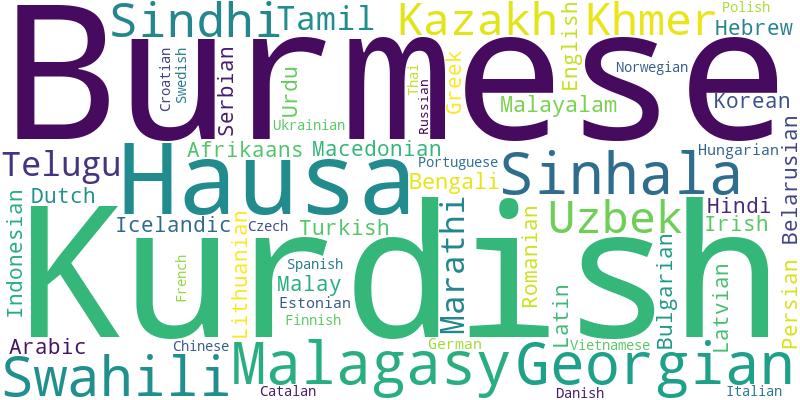 Burmese
Sindhi
Tamil
Kazakh
Khmer
Polish
Hebrew
Croatian
Swedish
Serbian
Urdu
Ukrainian
Thai
Russian
Greek
English
Norwegian
Malayalam
Korean
Telugu
Hausa
Afrikaans
Macedonian
Portuguese
Bengali
Sinhala
Hungarian
Belarusian
Dutch
Kurdish
Indonesian
Icelandic
Lithuanian
Czech
Turkish
Marathi
Romanian
Uzbek
Hindi
Irish
French
Spanish
Malay
Estonian
Finnish
Latin
Bulgarian
Latvian
Persian
Arabic
Chinese
German
Vietnamese
Swahili
Malagasy
Georgian
Catalan
Danish
Italian